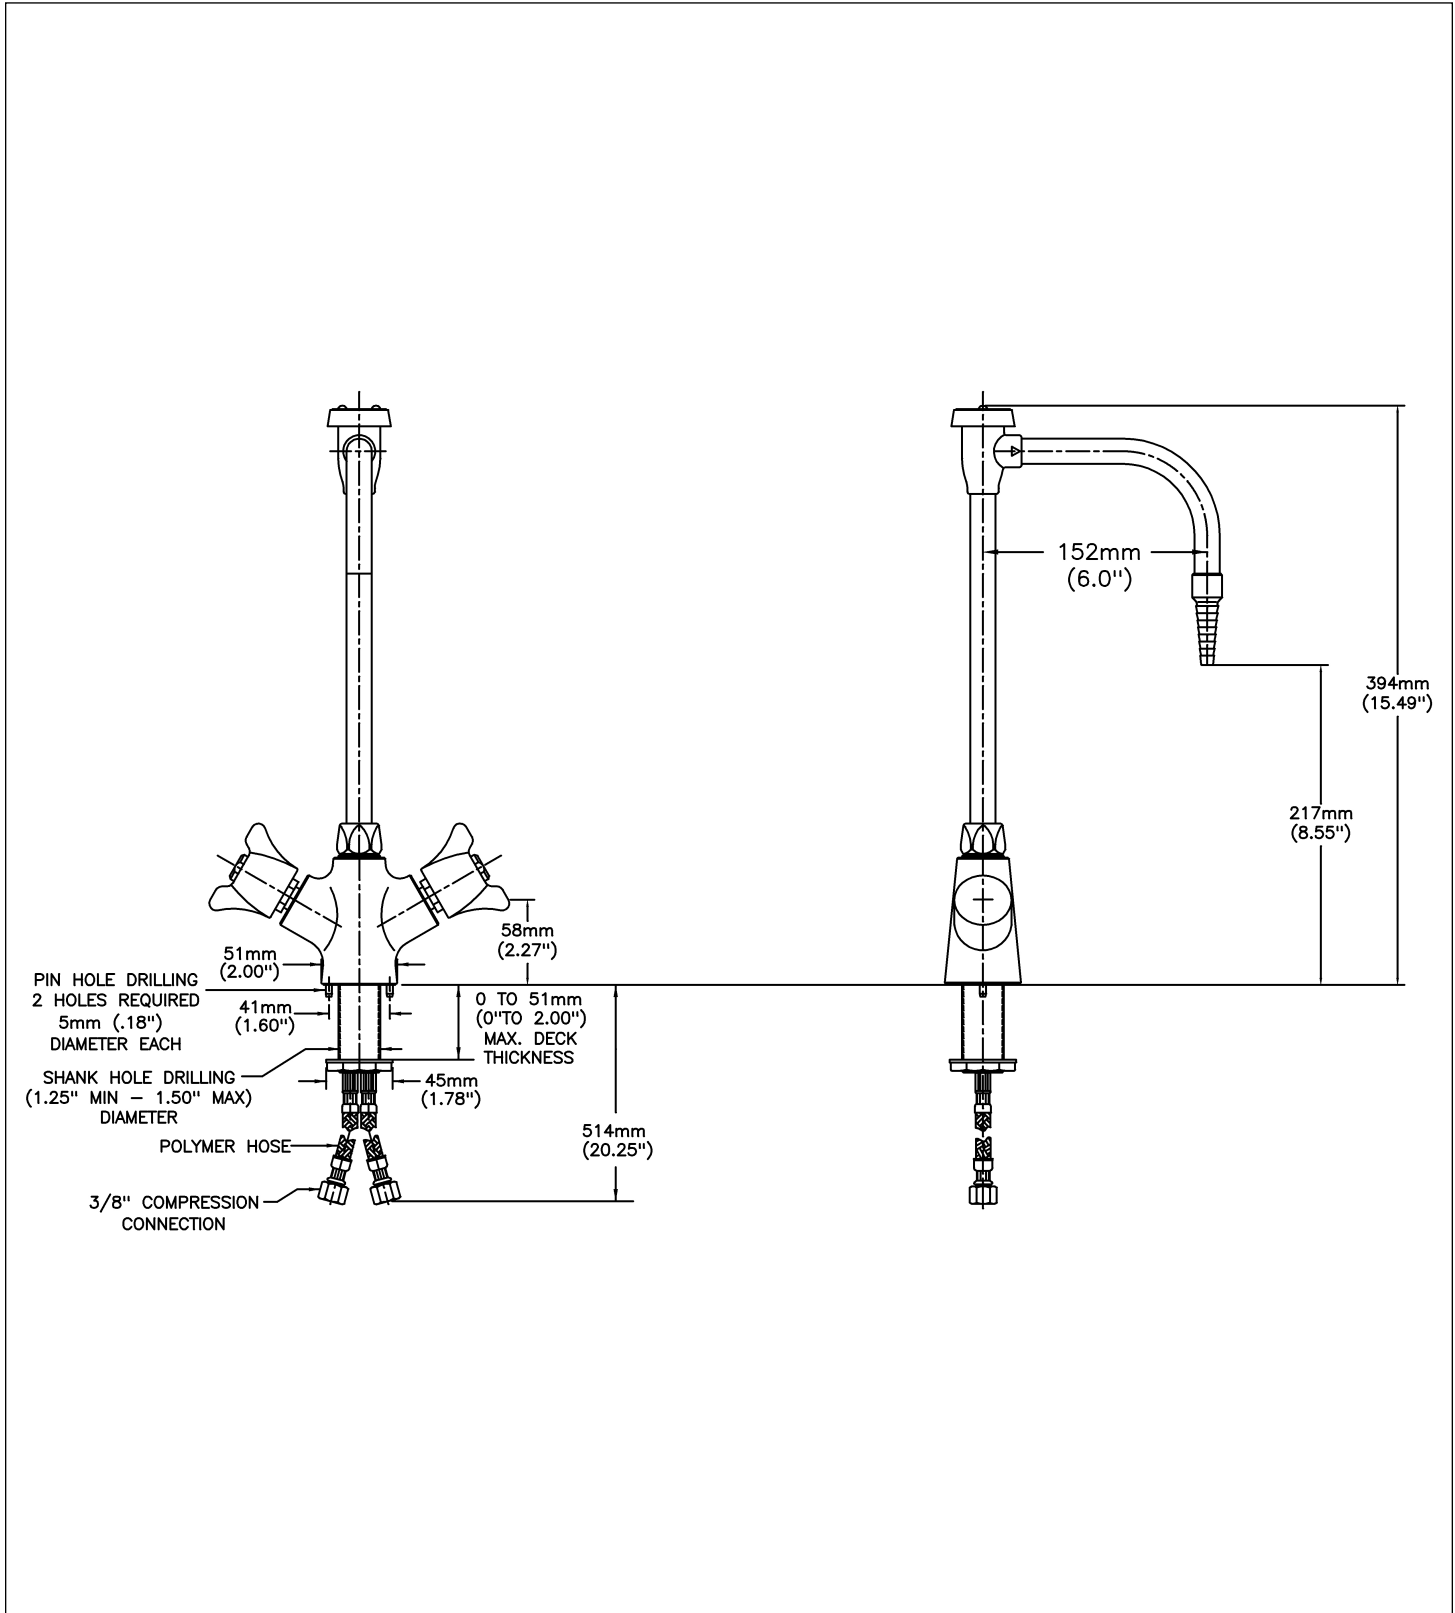 152mm
(6.0")
394mm
(15.49")
217mm
(8.55")
58mm
(2.27")
51mm
(2.00")
PIN HOLE DRILLING
2 HOLES REQUIRED
5mm (.18")
DIAMETER EACH
41mm
(1.60")
0 TO 51mm
(0"TO 2.00")
MAX. DECK
THICKNESS
SHANK HOLE DRILLING
(1.25" MIN – 1.50" MAX)
DIAMETER
45mm
(1.78")
POLYMER HOSE
514mm
(20.25")
3/8" COMPRESSION
CONNECTION